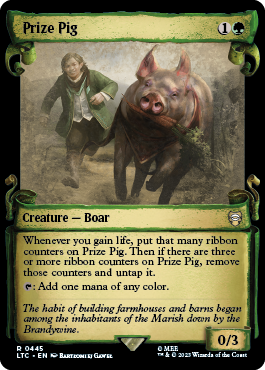 Prize Pig 1
Creature — Boar
Whenever you gain life, put that many ribbon
counters on Prize Pig. Then if there are three
or more ribbon counters on Prize Pig, remove
those counters and untap it.
: Add one mana of any color.
The habit of building farmhouses and barns began
among the inhabitants of the Marish down by the
Brandywine.
0/3
R 0445
LTC • EN Bartłomiej Gaweł
© MEE
™ & © 2023 Wizards of the Coast